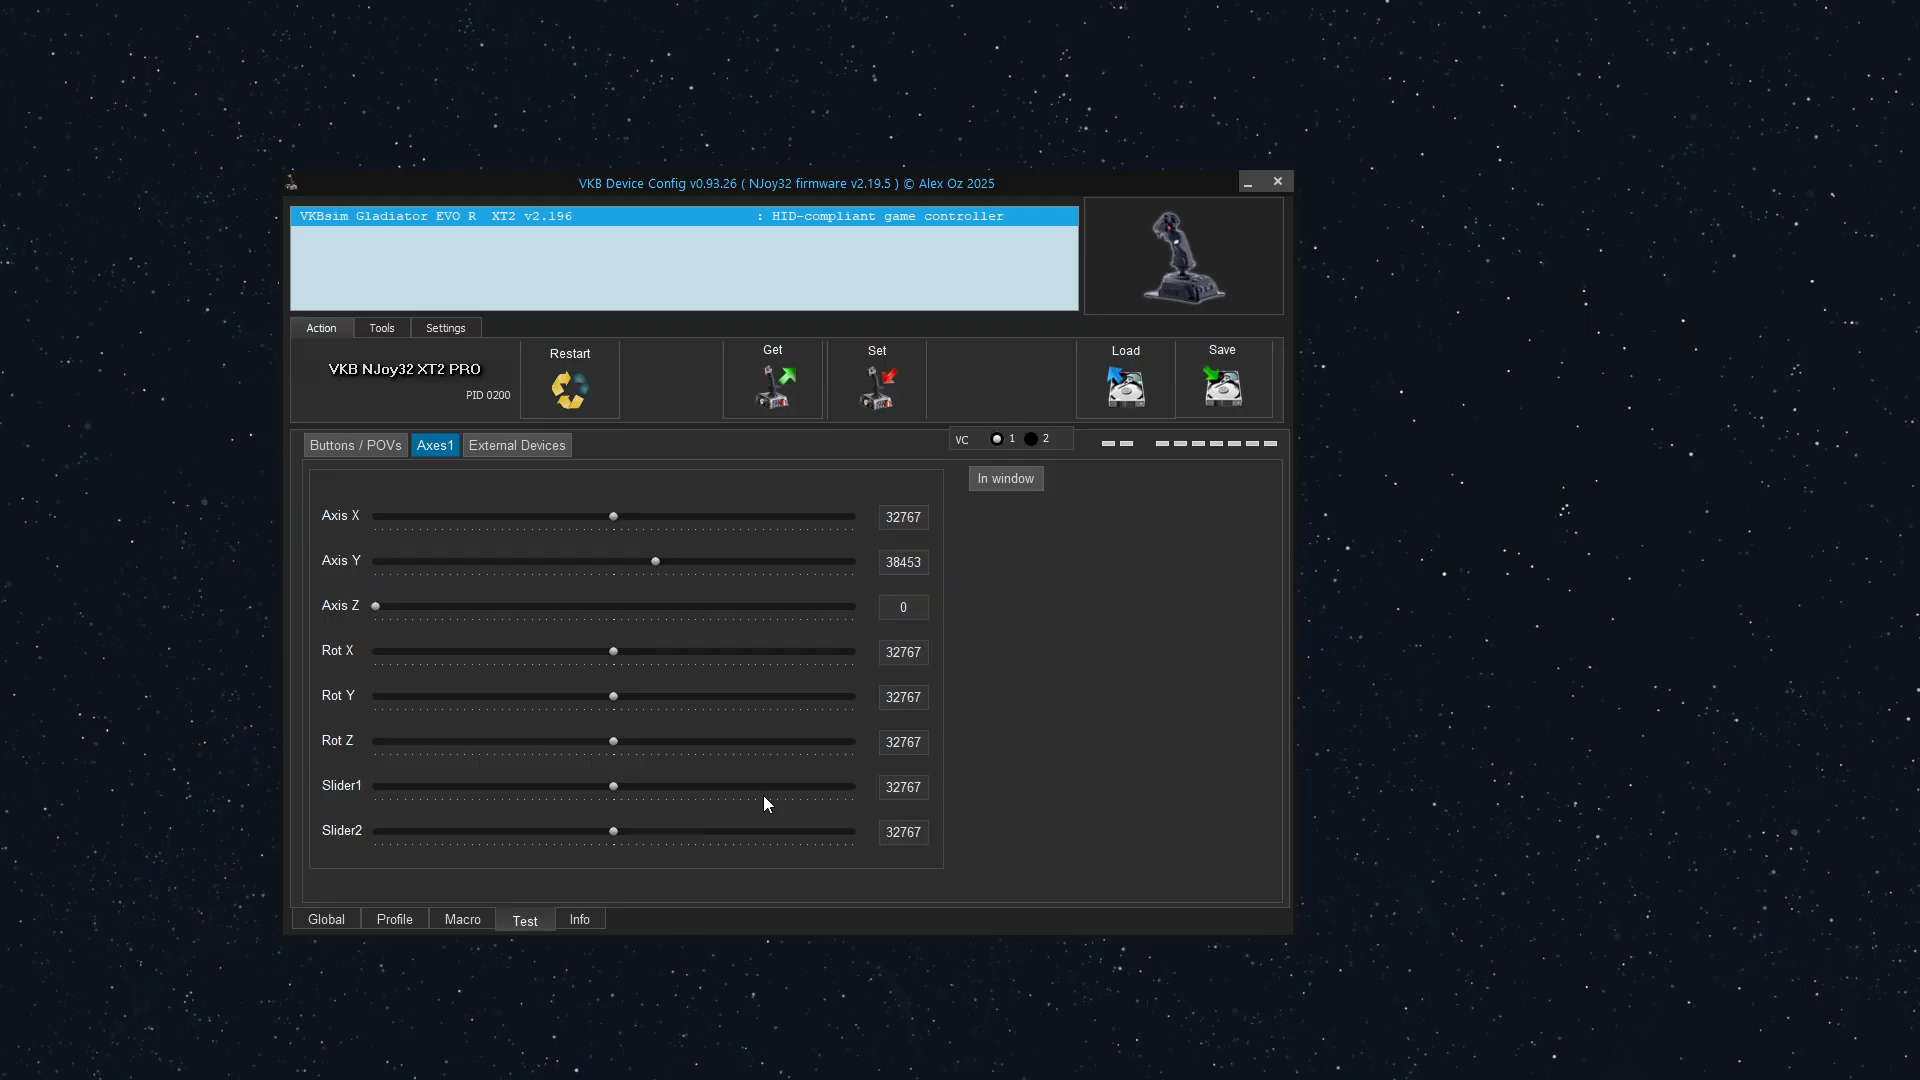 VKB Device Config v0.93.26 ( NJoy32 firmware v2.19.5 ) © Alex Oz 2025
VKBsim Gladiator EVO R XT2 v2.196 : HID-compliant game controller
Action Tools Settings
VKB NJoy32 XT2 PRO
PID 0200
Restart
Get
Set
Load
Save
Buttons / POVs Axes1 External Devices
VC 1 2
In window
Axis X 32767
Axis Y 38453
Axis Z 0
Rot X 32767
Rot Y 32767
Rot Z 32767
Slider1 32767
Slider2 32767
Global Profile Macro Test Info